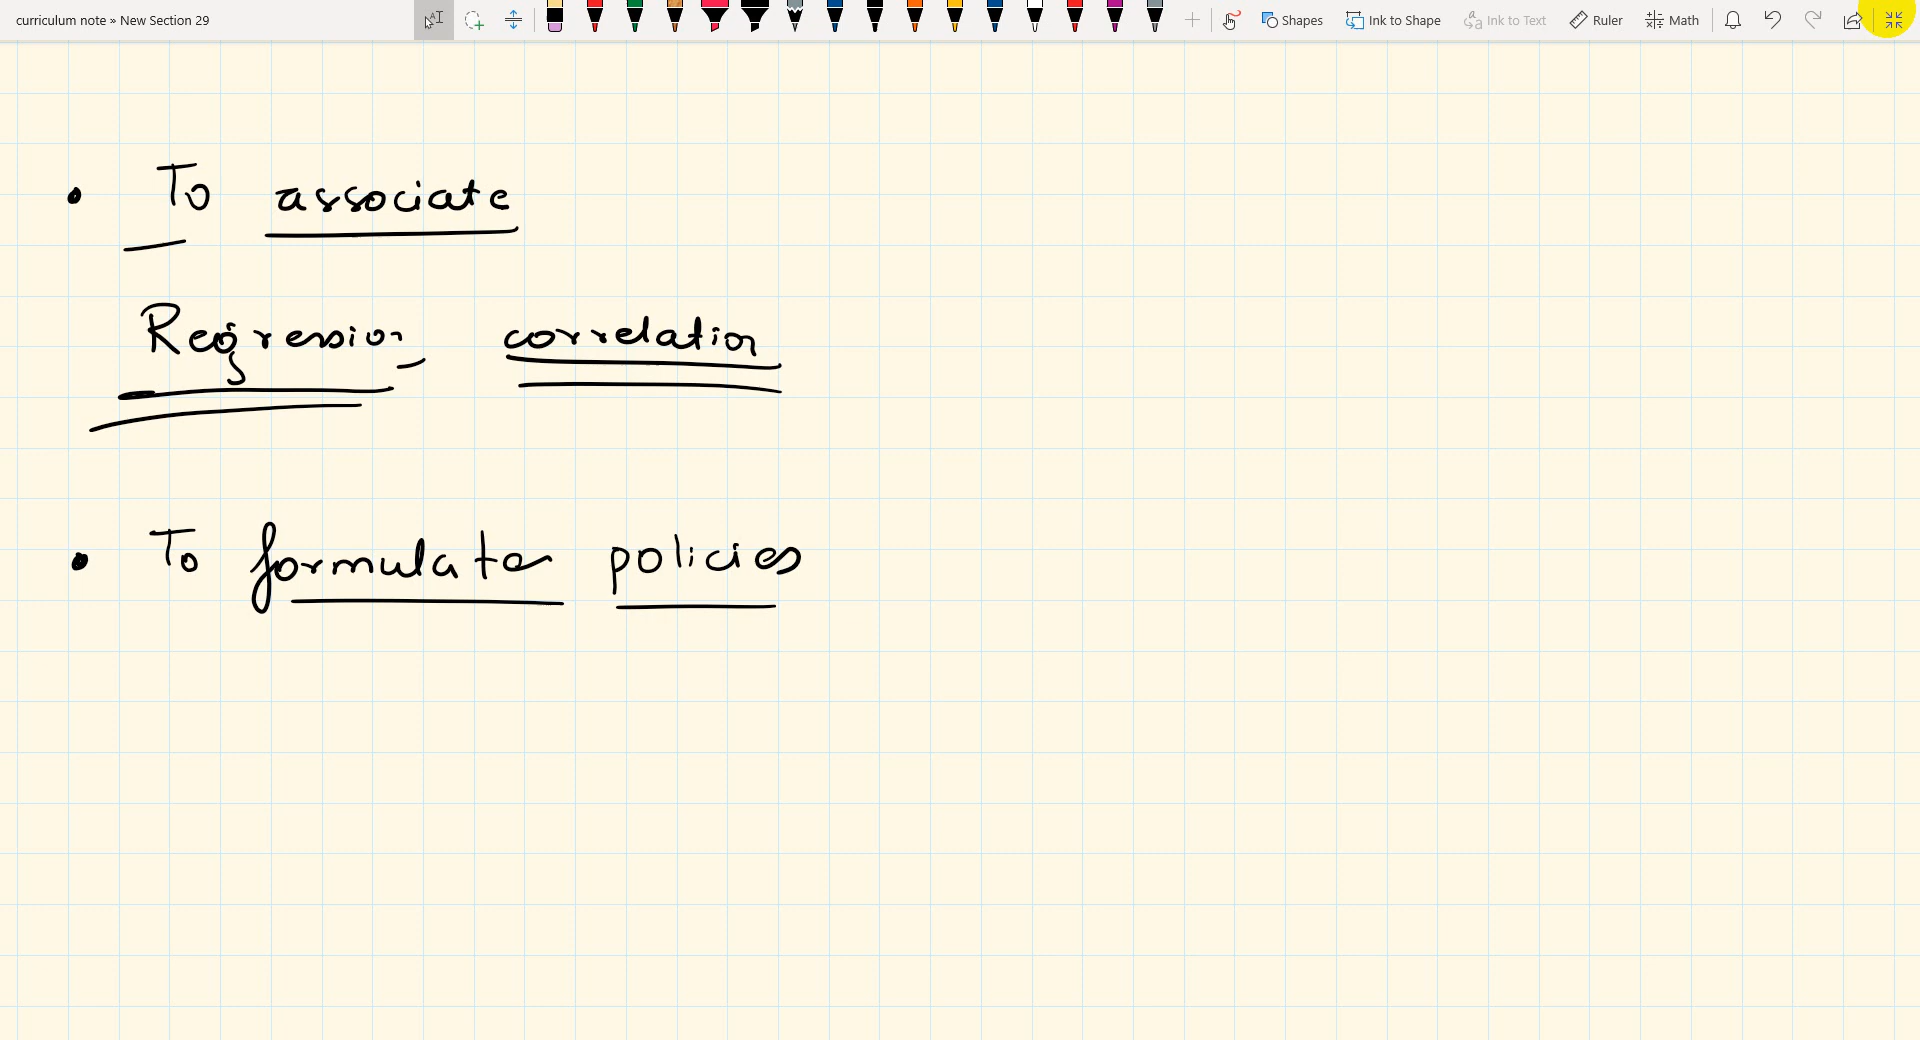 curriculum note » New Section 29
Shapes Ink to Shape Ink to Text Ruler Math
• To associate
Regression, correlation
• To formulate policies